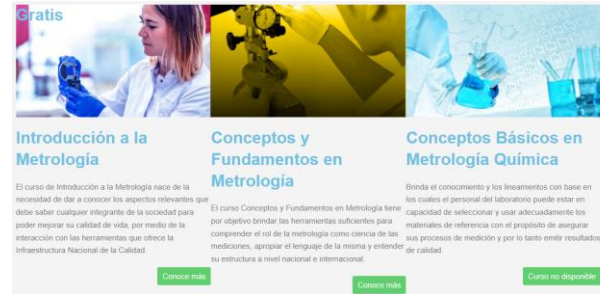 Gratis
Introducción a la
Metrología
El curso de Introducción a la Metrología nace de la
necesidad de dar a conocer los aspectos relevantes que
debe saber cualquier integrante de la sociedad para
poder mejorar su calidad de vida, por medio de la
interacción con las herramientas que ofrece la
Infraestructura Nacional de la Calidad.
Conoce más
Conceptos y
Fundamentos en
Metrología
El curso Conceptos y Fundamentos en Metrología tiene
por objetivo brindar las herramientas suficientes para
comprender el rol de la metrología como ciencia de las
mediciones, apropiar el lenguaje de la misma y entender
su estructura a nivel nacional e internacional.
Conoce más
Conceptos Básicos en
Metrología Química
Brinda el conocimiento y los lineamientos con base en
los cuales el personal del laboratorio puede estar en
capacidad de seleccionar y usar adecuadamente los
materiales de referencia con el propósito de asegurar
sus procesos de medición y por lo tanto emitir resultados
de calidad.
Curso no disponible